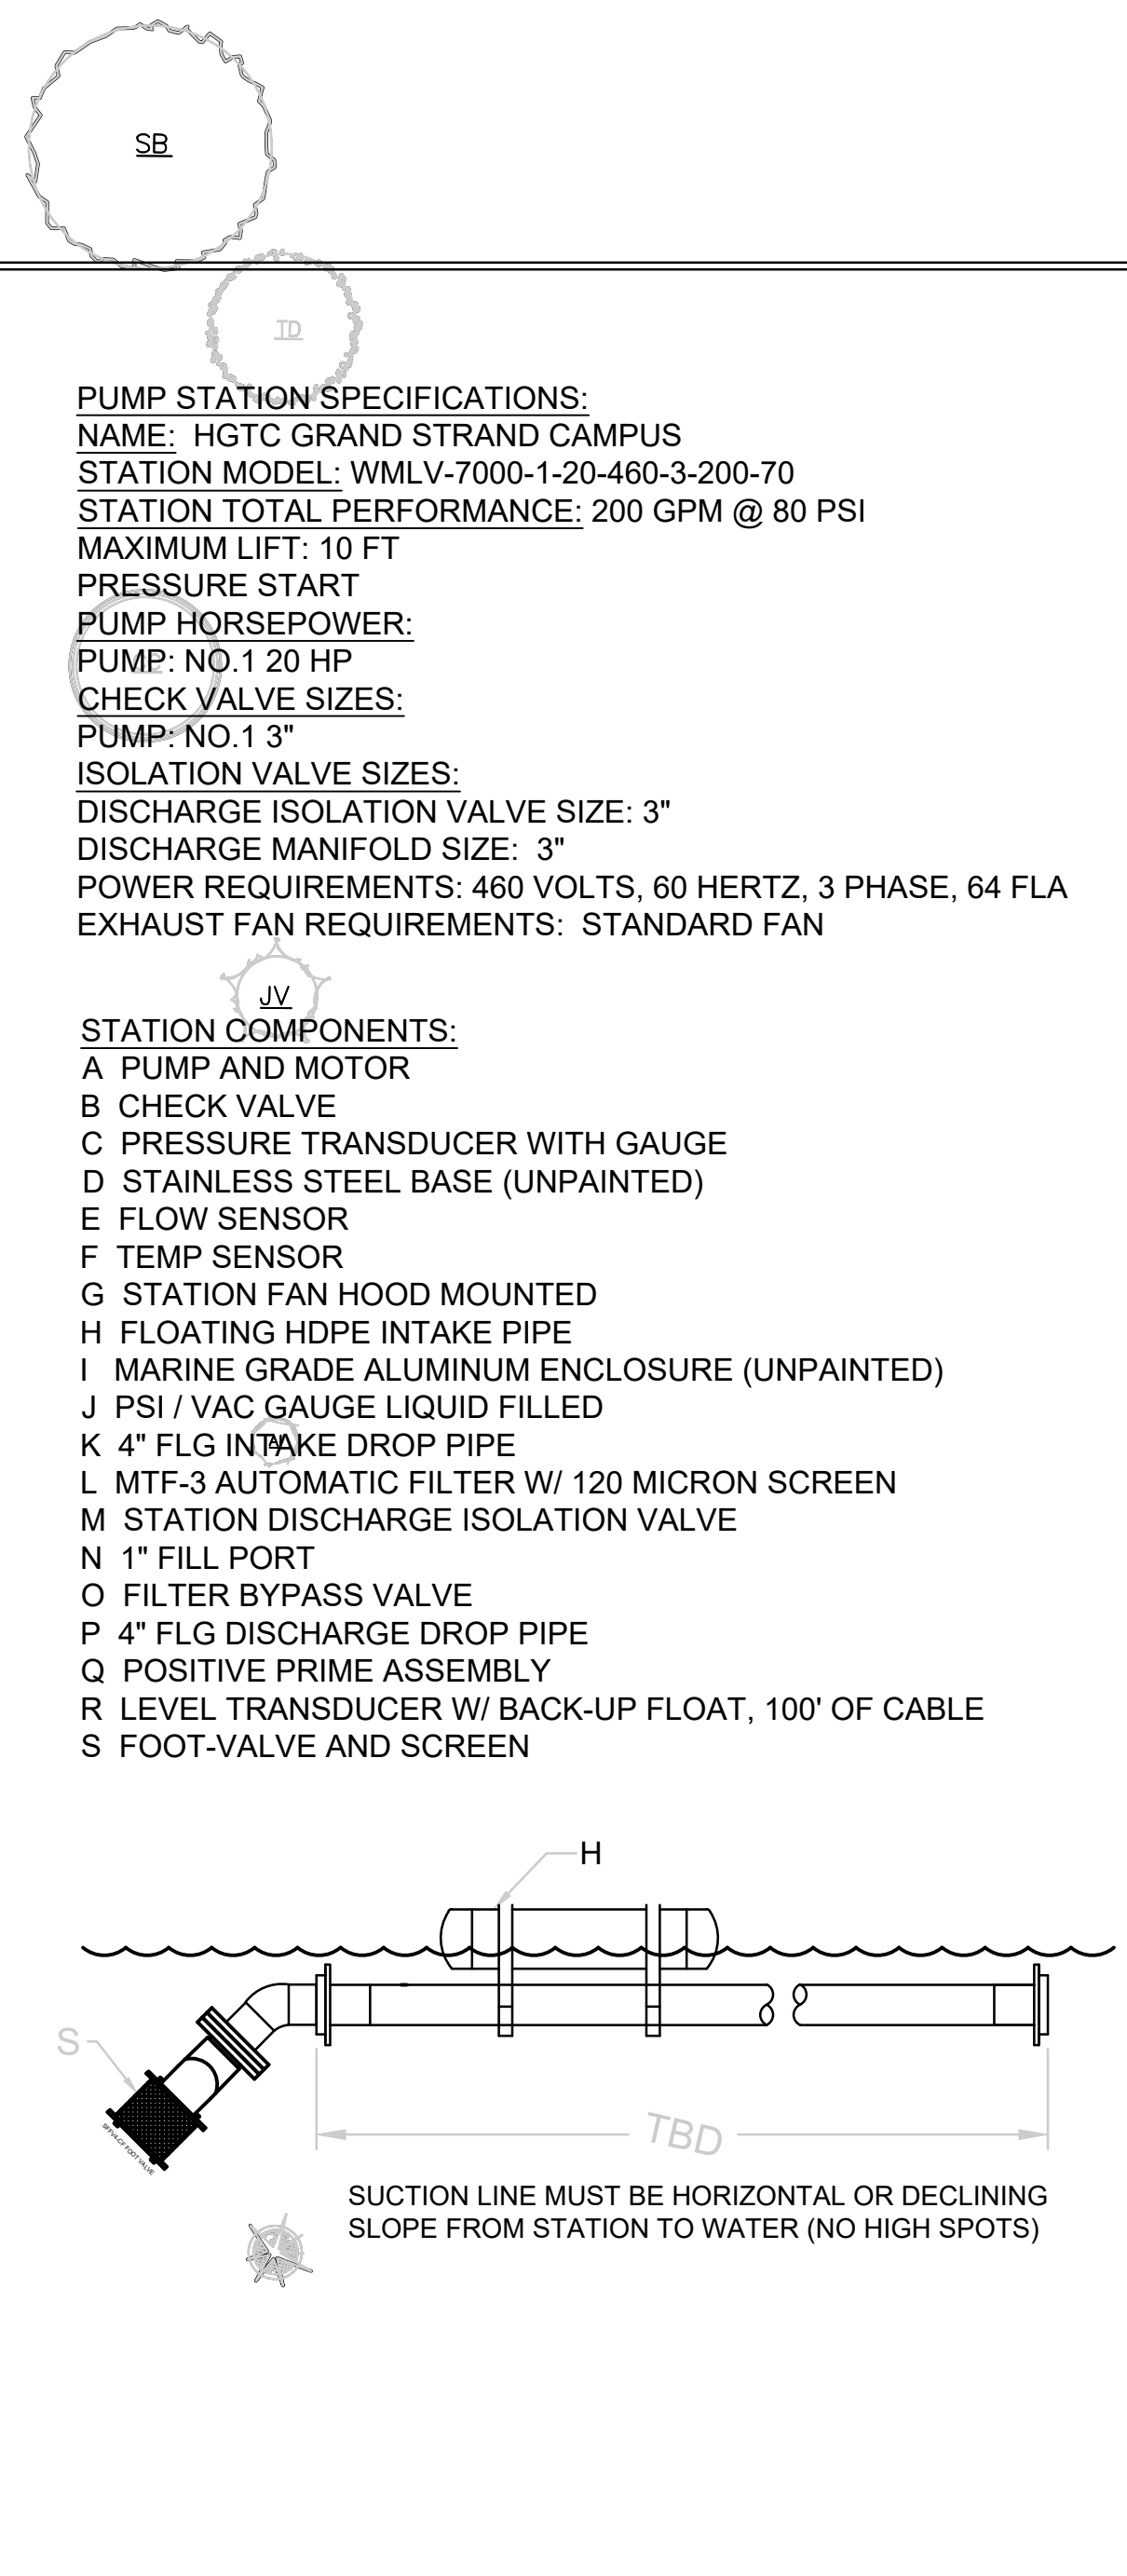 SB
TD
PUMP STATION SPECIFICATIONS:
NAME: HGTC GRAND STRAND CAMPUS
STATION MODEL: WMLV-7000-1-20-460-3-200-70
STATION TOTAL PERFORMANCE: 200 GPM @ 80 PSI
MAXIMUM LIFT: 10 FT
PRESSURE START
PUMP HORSEPOWER:
PUMP: NO.1 20 HP
CHECK VALVE SIZES:
PUMP: NO.1 3"
ISOLATION VALVE SIZES:
DISCHARGE ISOLATION VALVE SIZE: 3"
DISCHARGE MANIFOLD SIZE: 3"
POWER REQUIREMENTS: 460 VOLTS, 60 HERTZ, 3 PHASE, 64 FLA
EXHAUST FAN REQUIREMENTS: STANDARD FAN
JV
STATION COMPONENTS:
A PUMP AND MOTOR
B CHECK VALVE
C PRESSURE TRANSDUCER WITH GAUGE
D STAINLESS STEEL BASE (UNPAINTED)
E FLOW SENSOR
F TEMP SENSOR
G STATION FAN HOOD MOUNTED
H FLOATING HDPE INTAKE PIPE
I MARINE GRADE ALUMINUM ENCLOSURE (UNPAINTED)
J PSI / VAC GAUGE LIQUID FILLED
K 4" FLG INTAKE DROP PIPE
L MTF-3 AUTOMATIC FILTER W/ 120 MICRON SCREEN
M STATION DISCHARGE ISOLATION VALVE
N 1" FILL PORT
O FILTER BYPASS VALVE
P 4" FLG DISCHARGE DROP PIPE
Q POSITIVE PRIME ASSEMBLY
R LEVEL TRANSDUCER W/ BACK-UP FLOAT, 100' OF CABLE
S FOOT-VALVE AND SCREEN
H
S
SFFV4-CF FOOT VALVE
TBD
SUCTION LINE MUST BE HORIZONTAL OR DECLINING
SLOPE FROM STATION TO WATER (NO HIGH SPOTS)